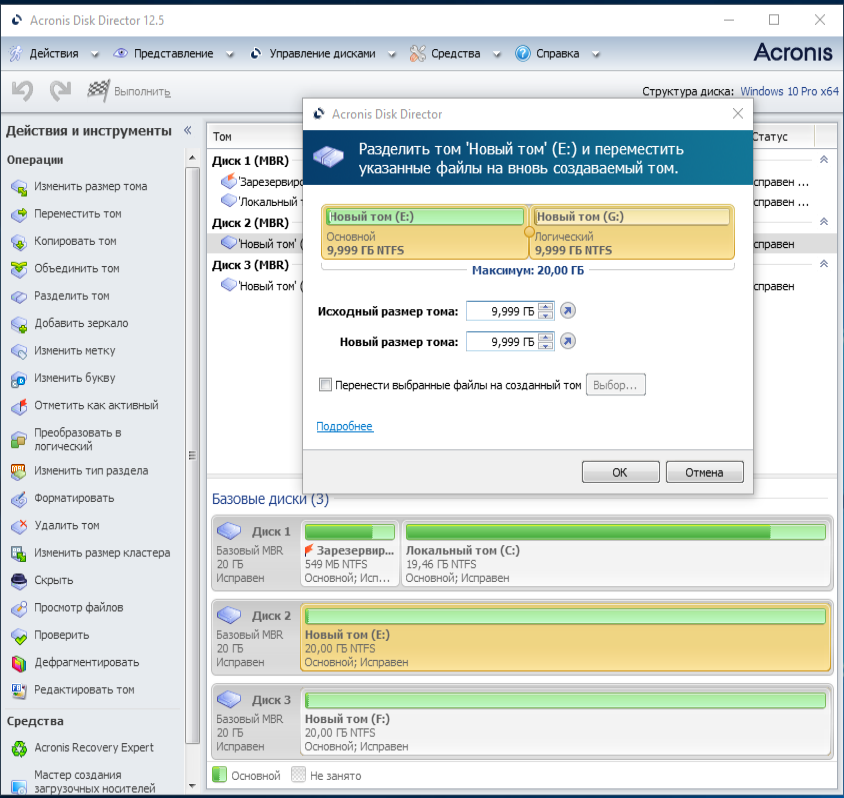 Acronis Disk Director 12.5
Действия Представление Управление дисками Средства Справка Acronis
Выполнить Структура диска: Windows 10 Pro x64
Действия и инструменты «
Операции
Изменить размер тома
Переместить том
Копировать том
Объединить том
Разделить том
Добавить зеркало
Изменить метку
Изменить букву
Отметить как активный
Преобразовать в
логический
Изменить тип раздела
Форматировать
Удалить том
Изменить размер кластера
Скрыть
Просмотр файлов
Проверить
Дефрагментировать
Редактировать том
Средства
Acronis Recovery Expert
Мастер создания
загрузочных носителей
Том Статус
Диск 1 (MBR)
'Зарезервирс справен ...
'Локальный т справен ...
Диск 2 (MBR)
'Новый том' ( справен
Диск 3 (MBR)
'Новый том' ( справен
Acronis Disk Director
Разделить том 'Новый том' (E:) и переместить
указанные файлы на вновь создаваемый том.
Новый том (E:) Новый том (G:)
Основной Логический
9,999 ГБ NTFS 9,999 ГБ NTFS
Максимум: 20,00 ГБ
Исходный размер тома: 9,999 ГБ
Новый размер тома: 9,999 ГБ
Перенести выбранные файлы на созданный том Выбор...
Подробнее
ОК Отмена
Базовые диски (3)
Диск 1
Базовый MBR
20 ГБ
Исправен
Зарезервир...
549 МБ NTFS
Основной; Исп...
Локальный том (C:)
19,46 ГБ NTFS
Основной; Исправен
Диск 2
Базовый MBR
20 ГБ
Исправен
Новый том (E:)
20,00 ГБ NTFS
Основной; Исправен
Диск 3
Базовый MBR
20 ГБ
Исправен
Новый том (F:)
20,00 ГБ NTFS
Основной; Исправен
Основной Не занято